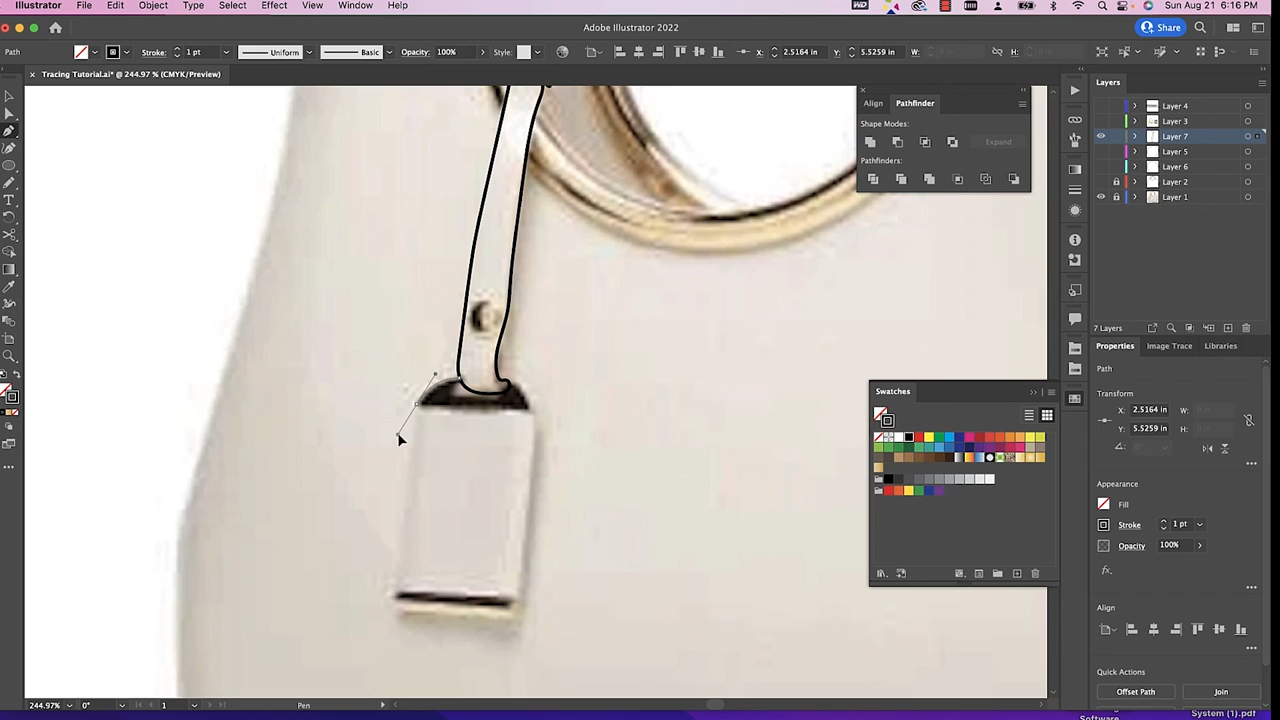 Illustrator File Edit Object Type Select Effect View Window Help
Sun Aug 21 6:16 PM
Adobe Illustrator 2022
Share
Path Stroke: 1 pt Uniform Basic Opacity: 100% Style: X: 2.5164 in Y: 5.5259 in W: H:
Tracing Tutorial.ai* @ 244.97 % (CMYK/Preview)
Align Pathfinder
Shape Modes:
Expand
Pathfinders:
Layers
Layer 4
Layer 3
Layer 7
Layer 5
Layer 6
Layer 2
Layer 1
7 Layers
Properties Image Trace Libraries
Path
Transform
X: 2.5164 in W:
Y: 5.5259 in H:
Swatches
Appearance
Fill
Stroke 1 pt
Opacity 100%
fx.
Align
Quick Actions
Offset Path Join
244.97% 0° 1 Pen
System (1).pdf
Software